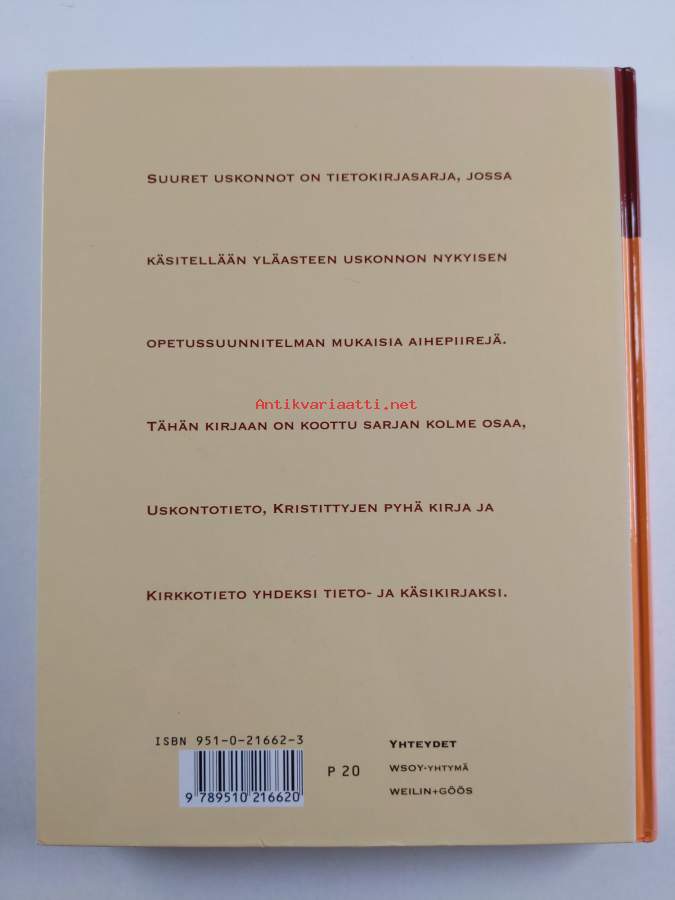 Suuret uskonnot on tietokirjasarja, jossa
käsitellään yläasteen uskonnon nykyisen
opetussuunnitelman mukaisia aihepiirejä.
Antikvariaatti.net
Tähän kirjaan on koottu sarjan kolme osaa,
Uskontotieto, Kristittyjen pyhä kirja ja
Kirkkotieto yhdeksi tieto- ja käsikirjaksi.
ISBN 951-0-21662-3
9 789510 216620
P 20
Yhteydet
WSOY-yhtymä
Weilin+Göös